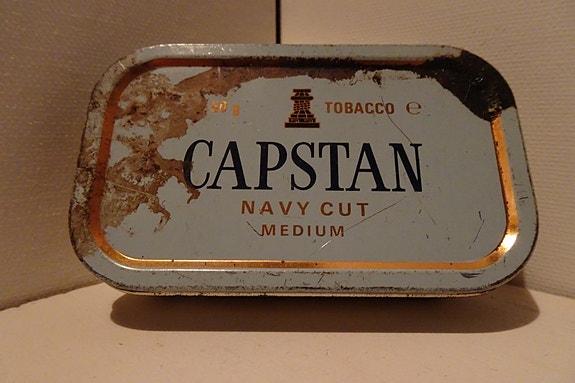 50 g TOBACCO ℮
CAPSTAN
NAVY CUT
MEDIUM